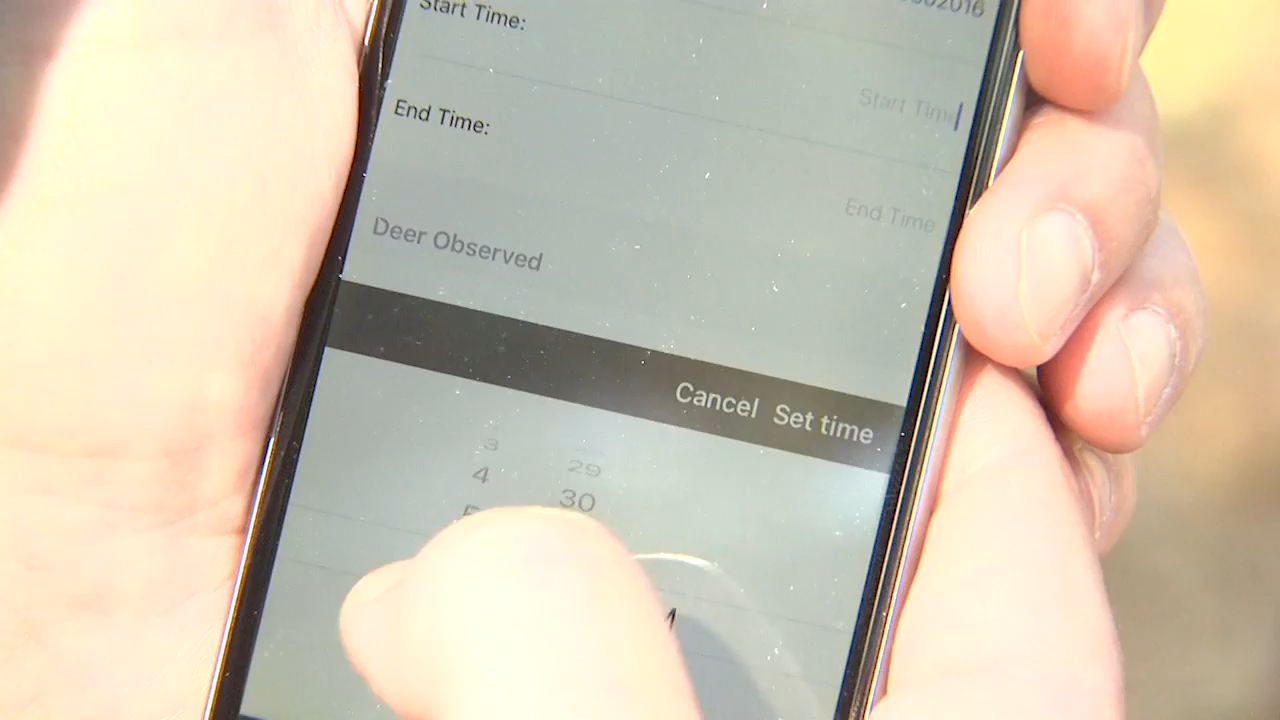 Start Time:
Start Time
End Time:
End Time
Deer Observed
Cancel Set time
3 29
4 30